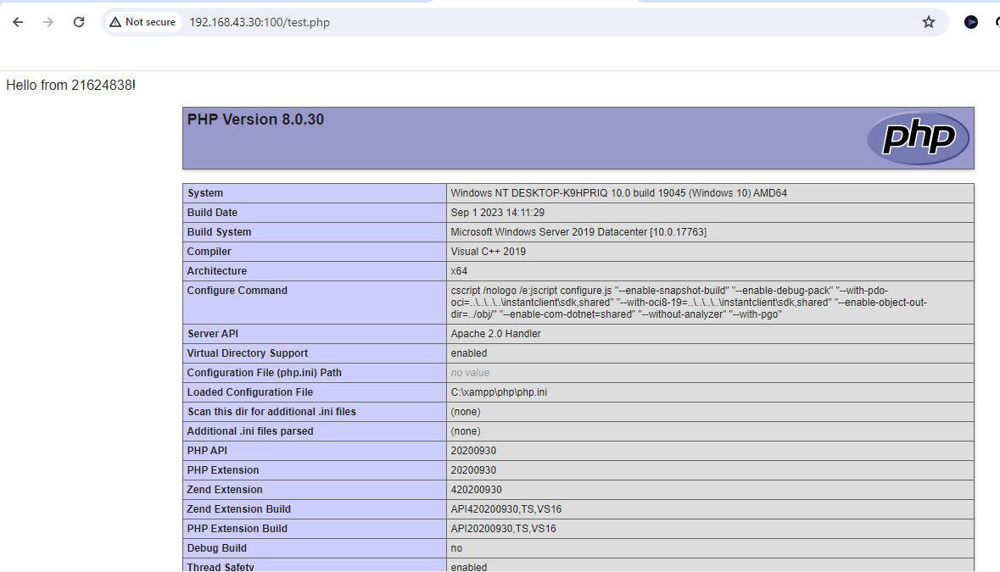 Not secure 192.168.43.30:100/test.php
Hello from 21624838!
PHP Version 8.0.30
php
System Windows NT DESKTOP-K9HPRIQ 10.0 build 19045 (Windows 10) AMD64
Build Date Sep 1 2023 14:11:29
Build System Microsoft Windows Server 2019 Datacenter [10.0.17763]
Compiler Visual C++ 2019
Architecture x64
Configure Command cscript /nologo /e:jscript configure.js "--enable-snapshot-build" "--enable-debug-pack" "--with-pdo-
oci=..\..\..\..\instantclient\sdk,shared" "--with-oci8-19=..\..\..\..\instantclient\sdk,shared" "--enable-object-out-
dir=../obj/" "--enable-com-dotnet=shared" "--without-analyzer" "--with-pgo"
Server API Apache 2.0 Handler
Virtual Directory Support enabled
Configuration File (php.ini) Path no value
Loaded Configuration File C:\xampp\php\php.ini
Scan this dir for additional .ini files (none)
Additional .ini files parsed (none)
PHP API 20200930
PHP Extension 20200930
Zend Extension 420200930
Zend Extension Build API420200930,TS,VS16
PHP Extension Build API20200930,TS,VS16
Debug Build no
Thread Safety enabled